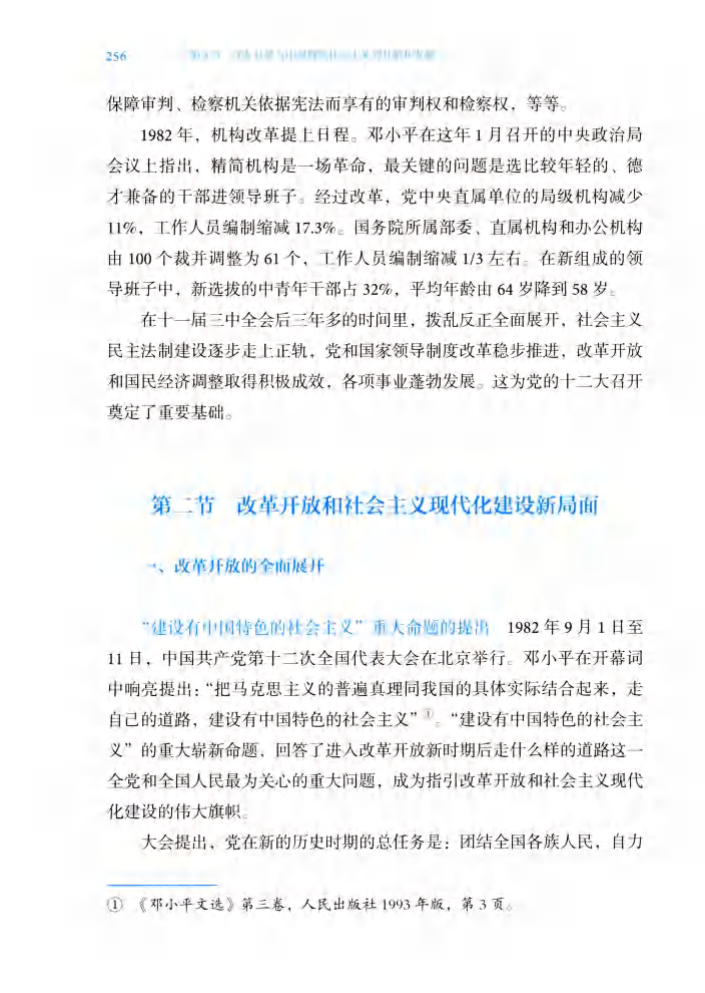 256
保障审判、检察机关依据宪法而享有的审判权和检察权，等等。
1982 年，机构改革提上日程。邓小平在这年 1 月召开的中央政治局
会议上指出，精简机构是一场革命，最关键的问题是选比较年轻的、德
才兼备的干部进领导班子。经过改革，党中央直属单位的局级机构减少
11%，工作人员编制缩减 17.3%。国务院所属部委、直属机构和办公机构
由 100 个裁并调整为 61 个，工作人员编制缩减 1/3 左右。在新组成的领
导班子中，新选拔的中青年干部占 32%，平均年龄由 64 岁降到 58 岁。
在十一届三中全会后三年多的时间里，拨乱反正全面展开，社会主义
民主法制建设逐步走上正轨，党和国家领导制度改革稳步推进，改革开放
和国民经济调整取得积极成效，各项事业蓬勃发展。这为党的十二大召开
奠定了重要基础。
第二节 改革开放和社会主义现代化建设新局面
一、改革开放的全面展开
“建设有中国特色的社会主义”重大命题的提出 1982 年 9 月 1 日至
11 日，中国共产党第十二次全国代表大会在北京举行。邓小平在开幕词
中响亮提出：“把马克思主义的普遍真理同我国的具体实际结合起来，走
自己的道路，建设有中国特色的社会主义”①。“建设有中国特色的社会主
义”的重大崭新命题，回答了进入改革开放新时期后走什么样的道路这一
全党和全国人民最为关心的重大问题，成为指引改革开放和社会主义现代
化建设的伟大旗帜。
大会提出，党在新的历史时期的总任务是：团结全国各族人民，自力
① 《邓小平文选》第三卷，人民出版社 1993 年版，第 3 页。